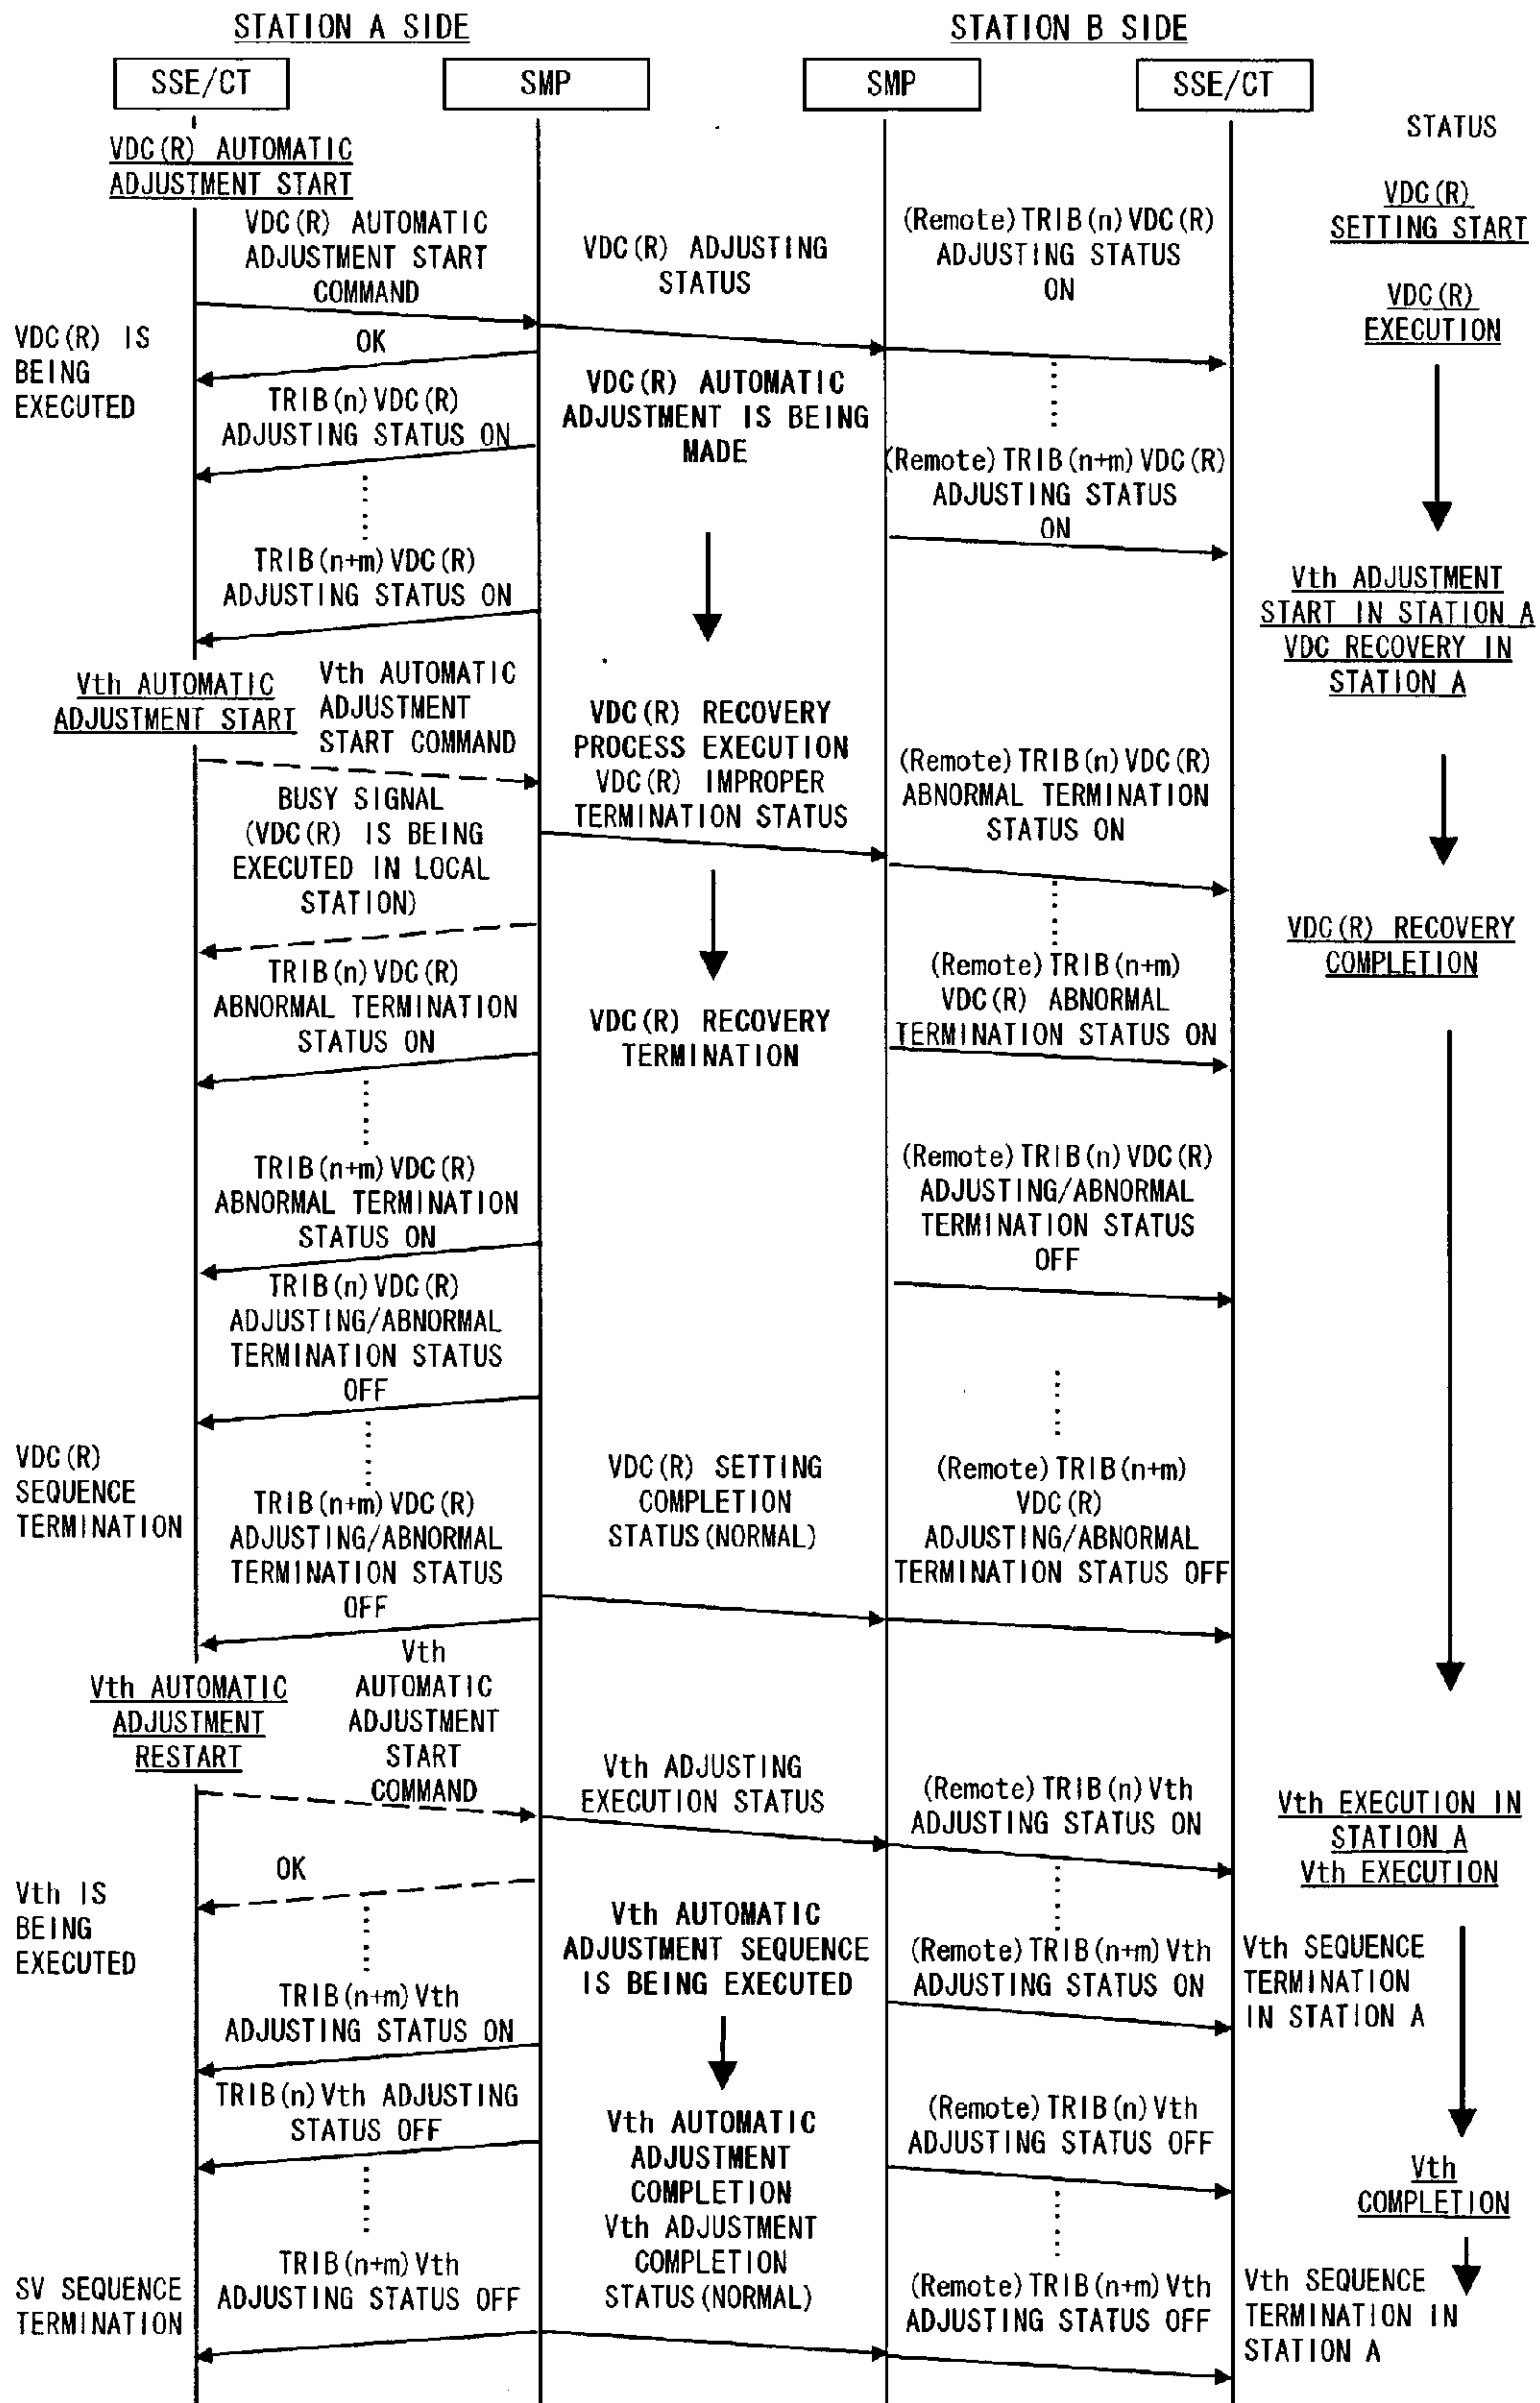 STATION A SIDE
STATION B SIDE
SSE/CT
SMP
SMP
SSE/CT
STATUS
VDC(R) AUTOMATIC
ADJUSTMENT START
VDC(R)
SETTING START
VDC(R) AUTOMATIC
ADJUSTMENT START
COMMAND
VDC(R) ADJUSTING
STATUS
(Remote)TRIB(n)VDC(R)
ADJUSTING STATUS
ON
VDC(R)
EXECUTION
VDC(R) IS
BEING
EXECUTED
OK
VDC(R) AUTOMATIC
ADJUSTMENT IS BEING
MADE
TRIB(n)VDC(R)
ADJUSTING STATUS ON
(Remote)TRIB(n+m)VDC(R)
ADJUSTING STATUS
ON
TRIB(n+m)VDC(R)
ADJUSTING STATUS ON
Vth ADJUSTMENT
START IN STATION A
VDC RECOVERY IN
STATION A
Vth AUTOMATIC
ADJUSTMENT START
Vth AUTOMATIC
ADJUSTMENT
START COMMAND
VDC(R) RECOVERY
PROCESS EXECUTION
VDC(R) IMPROPER
TERMINATION STATUS
(Remote)TRIB(n)VDC(R)
ABNORMAL TERMINATION
STATUS ON
BUSY SIGNAL
(VDC(R) IS BEING
EXECUTED IN LOCAL
STATION)
VDC(R) RECOVERY
COMPLETION
TRIB(n)VDC(R)
ABNORMAL TERMINATION
STATUS ON
VDC(R) RECOVERY
TERMINATION
(Remote)TRIB(n+m)
VDC(R) ABNORMAL
TERMINATION STATUS ON
TRIB(n+m)VDC(R)
ABNORMAL TERMINATION
STATUS ON
(Remote)TRIB(n)VDC(R)
ADJUSTING/ABNORMAL
TERMINATION STATUS
OFF
TRIB(n)VDC(R)
ADJUSTING/ABNORMAL
TERMINATION STATUS
OFF
VDC(R)
SEQUENCE
TERMINATION
TRIB(n+m)VDC(R)
ADJUSTING/ABNORMAL
TERMINATION STATUS
OFF
VDC(R) SETTING
COMPLETION
STATUS(NORMAL)
(Remote)TRIB(n+m)
VDC(R)
ADJUSTING/ABNORMAL
TERMINATION STATUS OFF
Vth AUTOMATIC
ADJUSTMENT
RESTART
Vth
AUTOMATIC
ADJUSTMENT
START
COMMAND
Vth ADJUSTING
EXECUTION STATUS
(Remote)TRIB(n)Vth
ADJUSTING STATUS ON
Vth EXECUTION IN
STATION A
Vth EXECUTION
Vth IS
BEING
EXECUTED
OK
Vth AUTOMATIC
ADJUSTMENT SEQUENCE
IS BEING EXECUTED
(Remote)TRIB(n+m)Vth
ADJUSTING STATUS ON
Vth SEQUENCE
TERMINATION
IN STATION A
TRIB(n+m)Vth
ADJUSTING STATUS ON
TRIB(n)Vth ADJUSTING
STATUS OFF
Vth AUTOMATIC
ADJUSTMENT
COMPLETION
Vth ADJUSTMENT
COMPLETION
STATUS(NORMAL)
(Remote)TRIB(n)Vth
ADJUSTING STATUS OFF
Vth
COMPLETION
SV SEQUENCE
TERMINATION
TRIB(n+m)Vth
ADJUSTING STATUS OFF
(Remote)TRIB(n+m)Vth
ADJUSTING STATUS OFF
Vth SEQUENCE
TERMINATION IN
STATION A